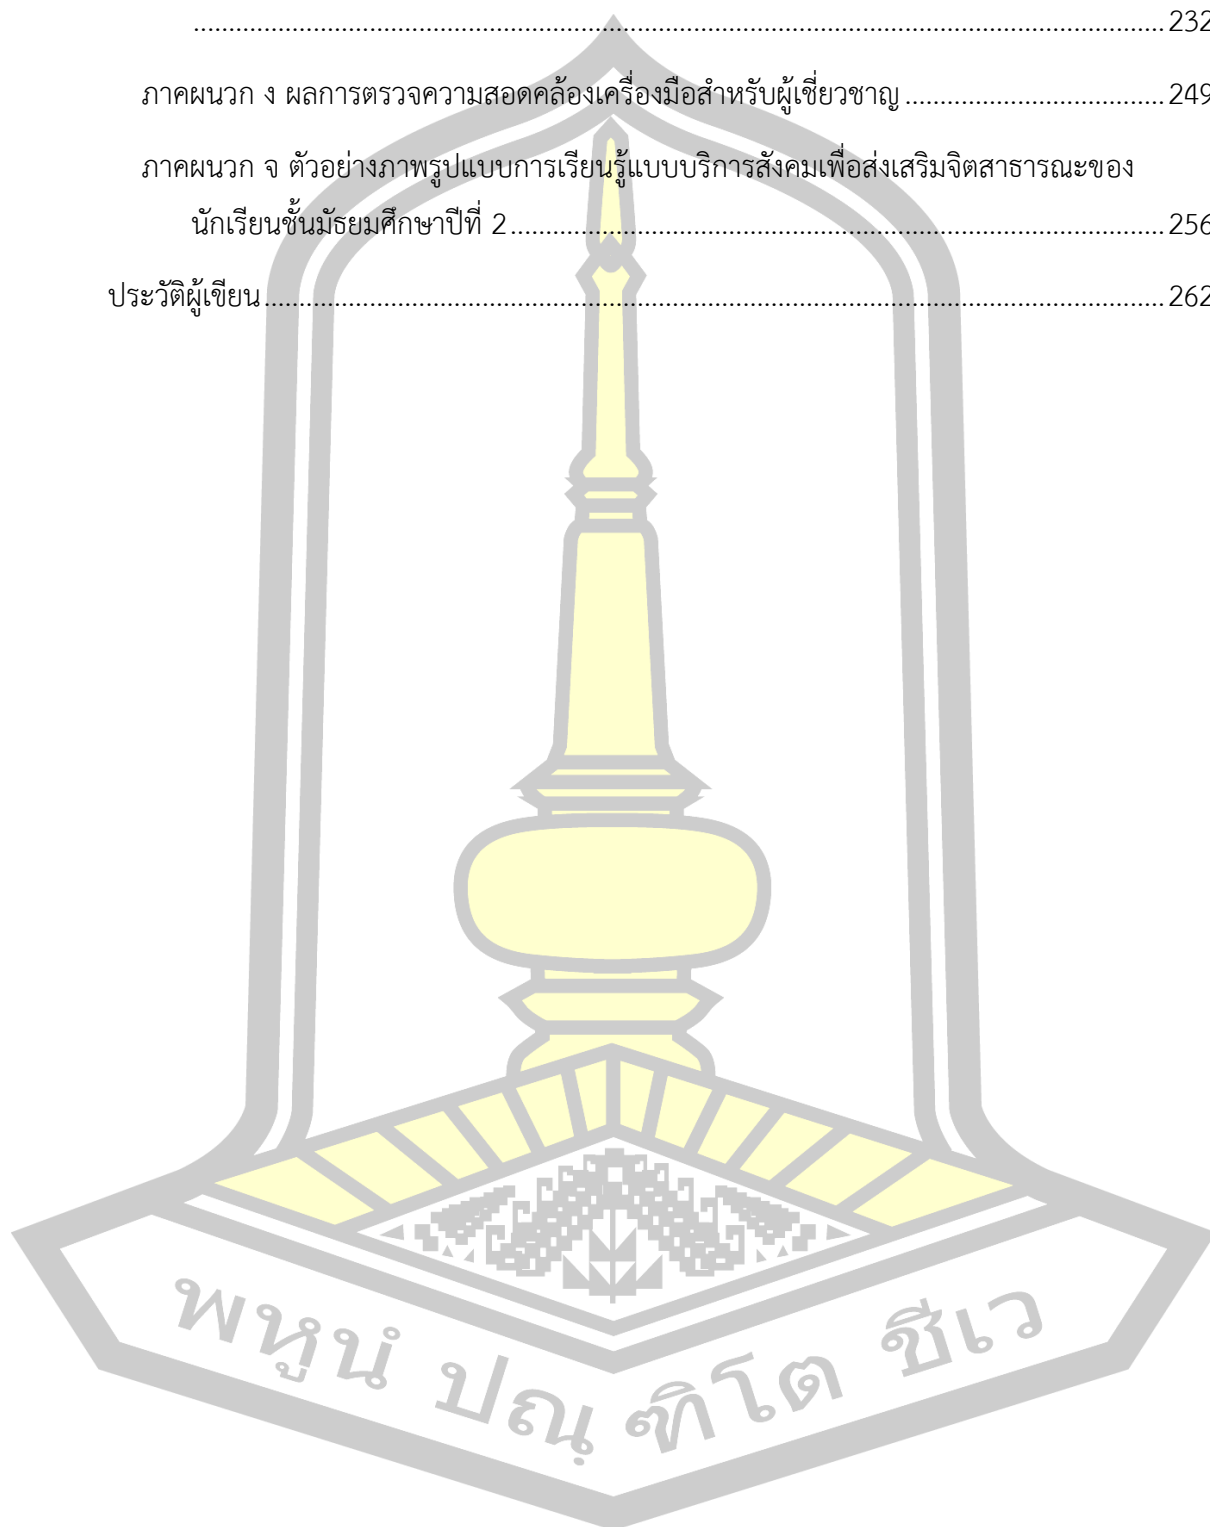 ........................................................................................................................................ 232
ภาคผนวก ง ผลการตรวจความสอดคล้องเครื่องมือสำหรับผู้เชี่ยวชาญ .................................... 249
ภาคผนวก จ ตัวอย่างภาพรูปแบบการเรียนรู้แบบบริการสังคมเพื่อส่งเสริมจิตสาธารณะของ
นักเรียนชั้นมัธยมศึกษาปีที่ 2 ............................................................................................ 256
ประวัติผู้เขียน ............................................................................................................................... 262
พหูนํ ปณฺฑิโต ชีเว